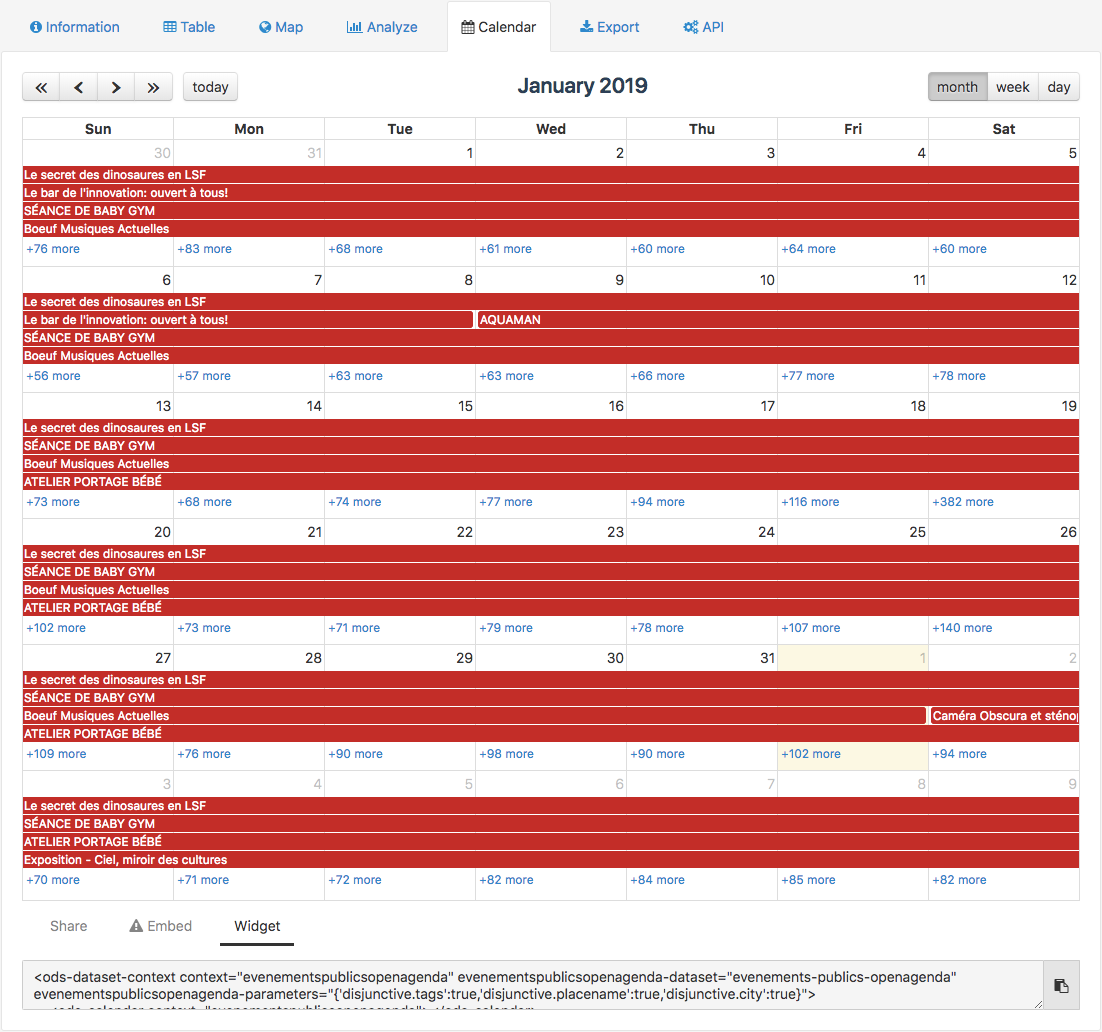 Information Table Map Analyze Calendar Export API
« < > » today January 2019 month week day
Sun Mon Tue Wed Thu Fri Sat
30 31 1 2 3 4 5
Le secret des dinosaures en LSF
Le bar de l'innovation: ouvert à tous!
SÉANCE DE BABY GYM
Boeuf Musiques Actuelles
+76 more +83 more +68 more +61 more +60 more +64 more +60 more
6 7 8 9 10 11 12
Le secret des dinosaures en LSF
Le bar de l'innovation: ouvert à tous! AQUAMAN
SÉANCE DE BABY GYM
Boeuf Musiques Actuelles
+56 more +57 more +63 more +63 more +66 more +77 more +78 more
13 14 15 16 17 18 19
Le secret des dinosaures en LSF
SÉANCE DE BABY GYM
Boeuf Musiques Actuelles
ATELIER PORTAGE BÉBÉ
+73 more +68 more +74 more +77 more +94 more +116 more +382 more
20 21 22 23 24 25 26
Le secret des dinosaures en LSF
SÉANCE DE BABY GYM
Boeuf Musiques Actuelles
ATELIER PORTAGE BÉBÉ
+102 more +73 more +71 more +79 more +78 more +107 more +140 more
27 28 29 30 31 1 2
Le secret des dinosaures en LSF
SÉANCE DE BABY GYM
Boeuf Musiques Actuelles Caméra Obscura et sténop
ATELIER PORTAGE BÉBÉ
+109 more +76 more +90 more +98 more +90 more +102 more +94 more
3 4 5 6 7 8 9
Le secret des dinosaures en LSF
SÉANCE DE BABY GYM
ATELIER PORTAGE BÉBÉ
Exposition - Ciel, miroir des cultures
+70 more +71 more +72 more +82 more +84 more +85 more +82 more
Share Embed Widget
<ods-dataset-context context="evenementspublicsopenagenda" evenementspublicsopenagenda-dataset="evenements-publics-openagenda"
evenementspublicsopenagenda-parameters="{'disjunctive.tags':true,'disjunctive.placename':true,'disjunctive.city':true}">